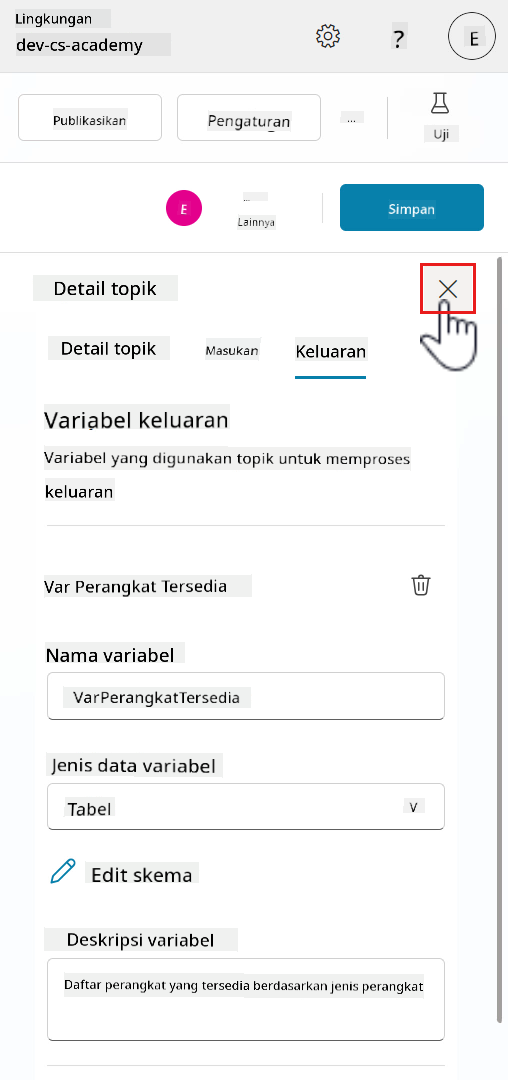 Lingkungan
dev-cs-academy
?
E
Publikasikan
Pengaturan
...
Uji
E
...
Lainnya
Simpan
Detail topik
Detail topik
Masukan
Keluaran
Variabel keluaran
Variabel yang digunakan topik untuk memproses
keluaran
Var Perangkat Tersedia
Nama variabel
VarPerangkatTersedia
Jenis data variabel
Tabel
V
Edit skema
Deskripsi variabel
Daftar perangkat yang tersedia berdasarkan jenis perangkat